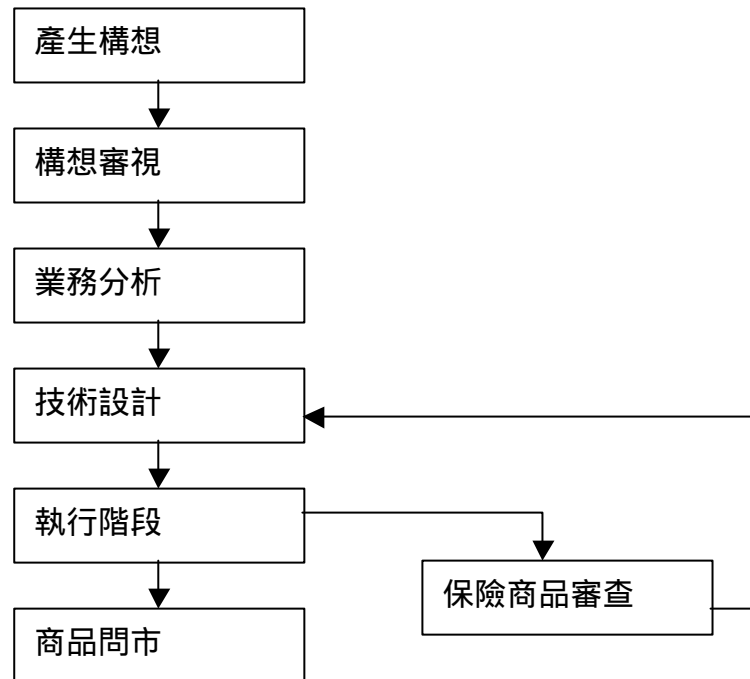 產生構想
構想審視
業務分析
技術設計
執行階段
保險商品審查
商品問市